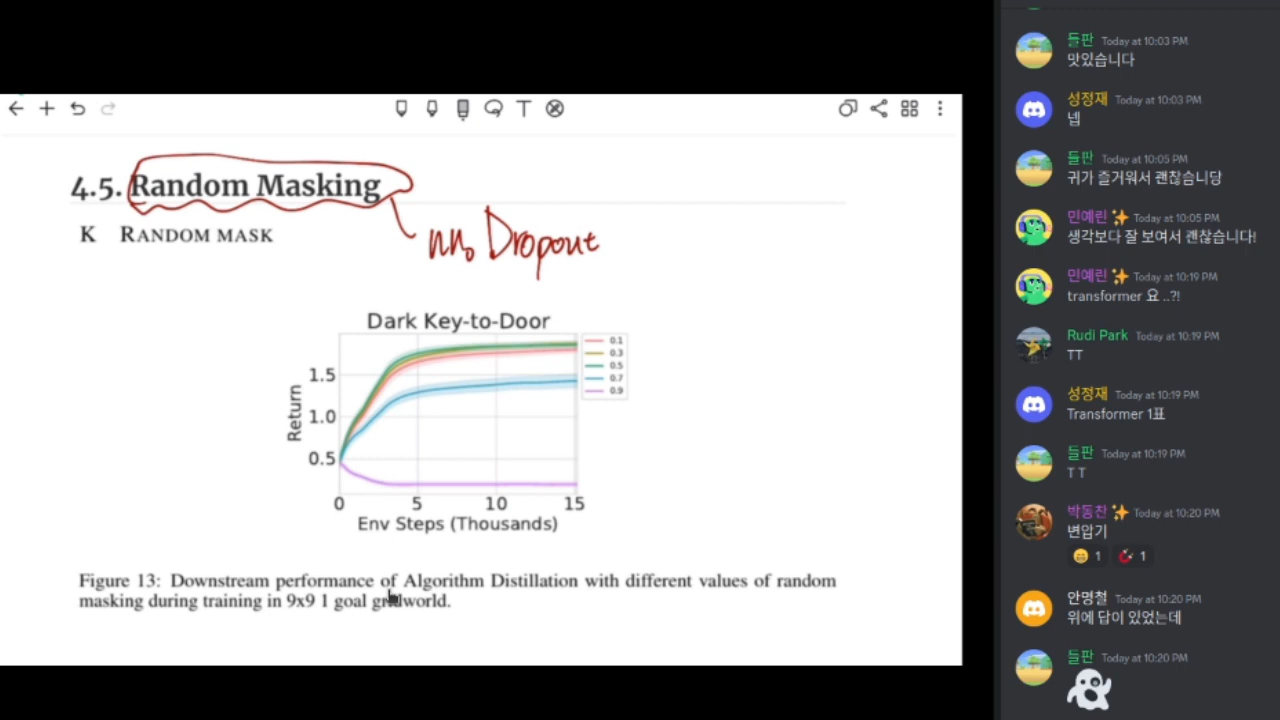 4.5. Random Masking
K RANDOM MASK
Dropout
Dark Key-to-Door
0.1
0.3
0.5
0.7
0.9
1.5
1.0
0.5
Return
0 5 10 15
Env Steps (Thousands)
Figure 13: Downstream performance of Algorithm Distillation with different values of random
masking during training in 9x9 1 goal gridworld.
들판 Today at 10:03 PM
맛있습니다
성정재 Today at 10:03 PM
넵
들판 Today at 10:05 PM
귀가 즐거워서 괜찮습니당
민예린 Today at 10:05 PM
생각보다 잘 보여서 괜찮습니다!
민예린 Today at 10:19 PM
transformer 요 ..?!
Rudi Park Today at 10:19 PM
TT
성정재 Today at 10:19 PM
Transformer 1표
들판 Today at 10:19 PM
T T
박동찬 Today at 10:20 PM
변압기
1 1
안명철 Today at 10:20 PM
위에 답이 있었는데
들판 Today at 10:20 PM